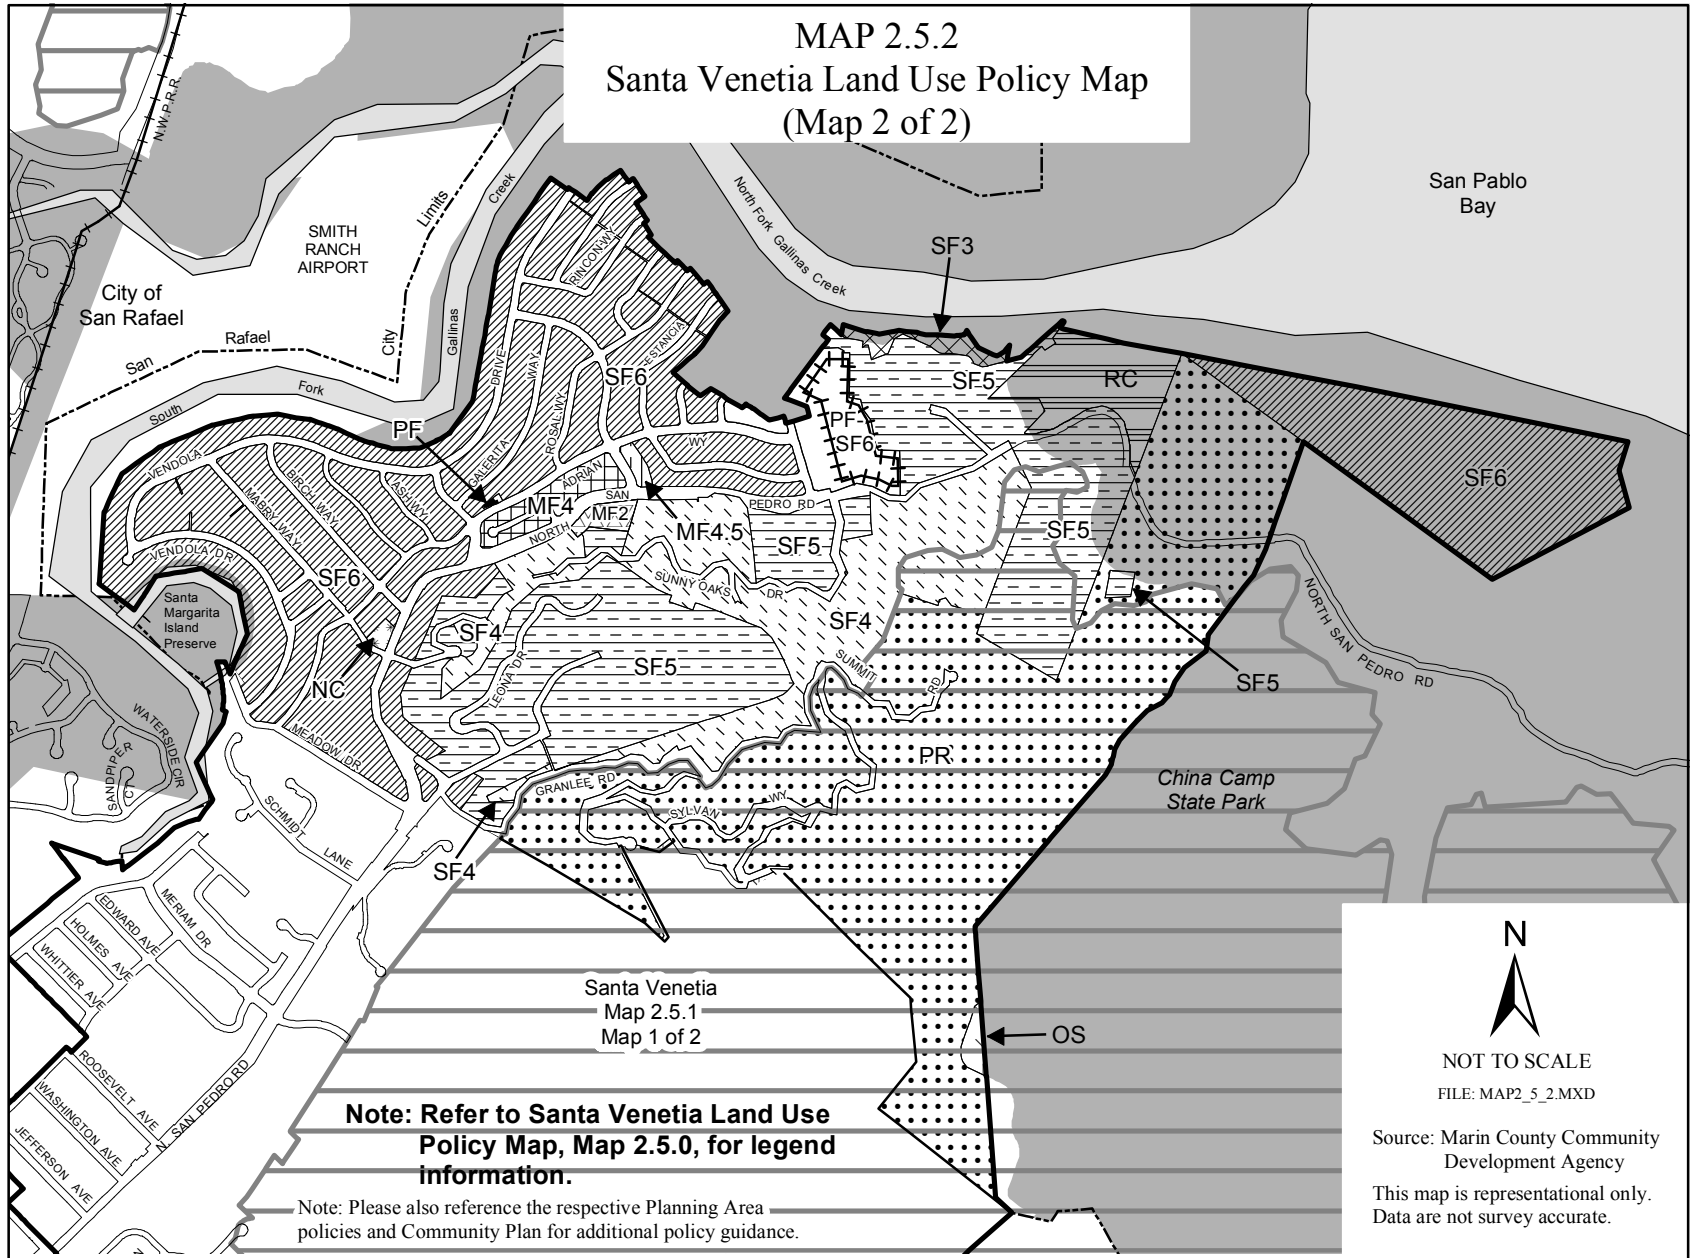 MAP 2.5.2
Santa Venetia Land Use Policy Map
(Map 2 of 2)
N.W.P.R.R.
SMITH
RANCH
AIRPORT
City of
San Rafael
San
Rafael
City
Limits
South
Fork
Gallinas
Creek
North Fork Gallinas Creek
San Pablo
Bay
SF3
RINCON WY
ESTANCIA
SF6
DRIVE
WAY
ROSAL WY
GALERITA
PF
ADRIAN
WY
SF5
RC
PF-
SF6
SF6
VENDOLA
BIRCH WAY
MABRY WAY
ASH WY
MF4
SAN
MF2
NORTH
PEDRO RD
MF4.5
SF5
SF5
VENDOLA DR
SF6
SUNNY OAKS
DR
SF4
Santa
Margarita
Island
Preserve
SF4
SF5
SUMMIT
RD
NORTH SAN PEDRO RD
SF5
LEONA DR
NC
MEADOW DR
WATERSIDE CIR
SANDPIPER
CT
SCHMIDT
LANE
GRANLEE RD
SYLVAN
WY
PR
China Camp
State Park
SF4
MERIAM DR
EDWARD AVE
HOLMES AVE
WHITTIER AVE
ROOSEVELT AVE
WASHINGTON AVE
JEFFERSON AVE
N. SAN PEDRO RD
Santa Venetia
Map 2.5.1
Map 1 of 2
OS
Note: Refer to Santa Venetia Land Use
Policy Map, Map 2.5.0, for legend
information.
Note: Please also reference the respective Planning Area
policies and Community Plan for additional policy guidance.
N
NOT TO SCALE
FILE: MAP2_5_2.MXD
Source: Marin County Community
Development Agency
This map is representational only.
Data are not survey accurate.